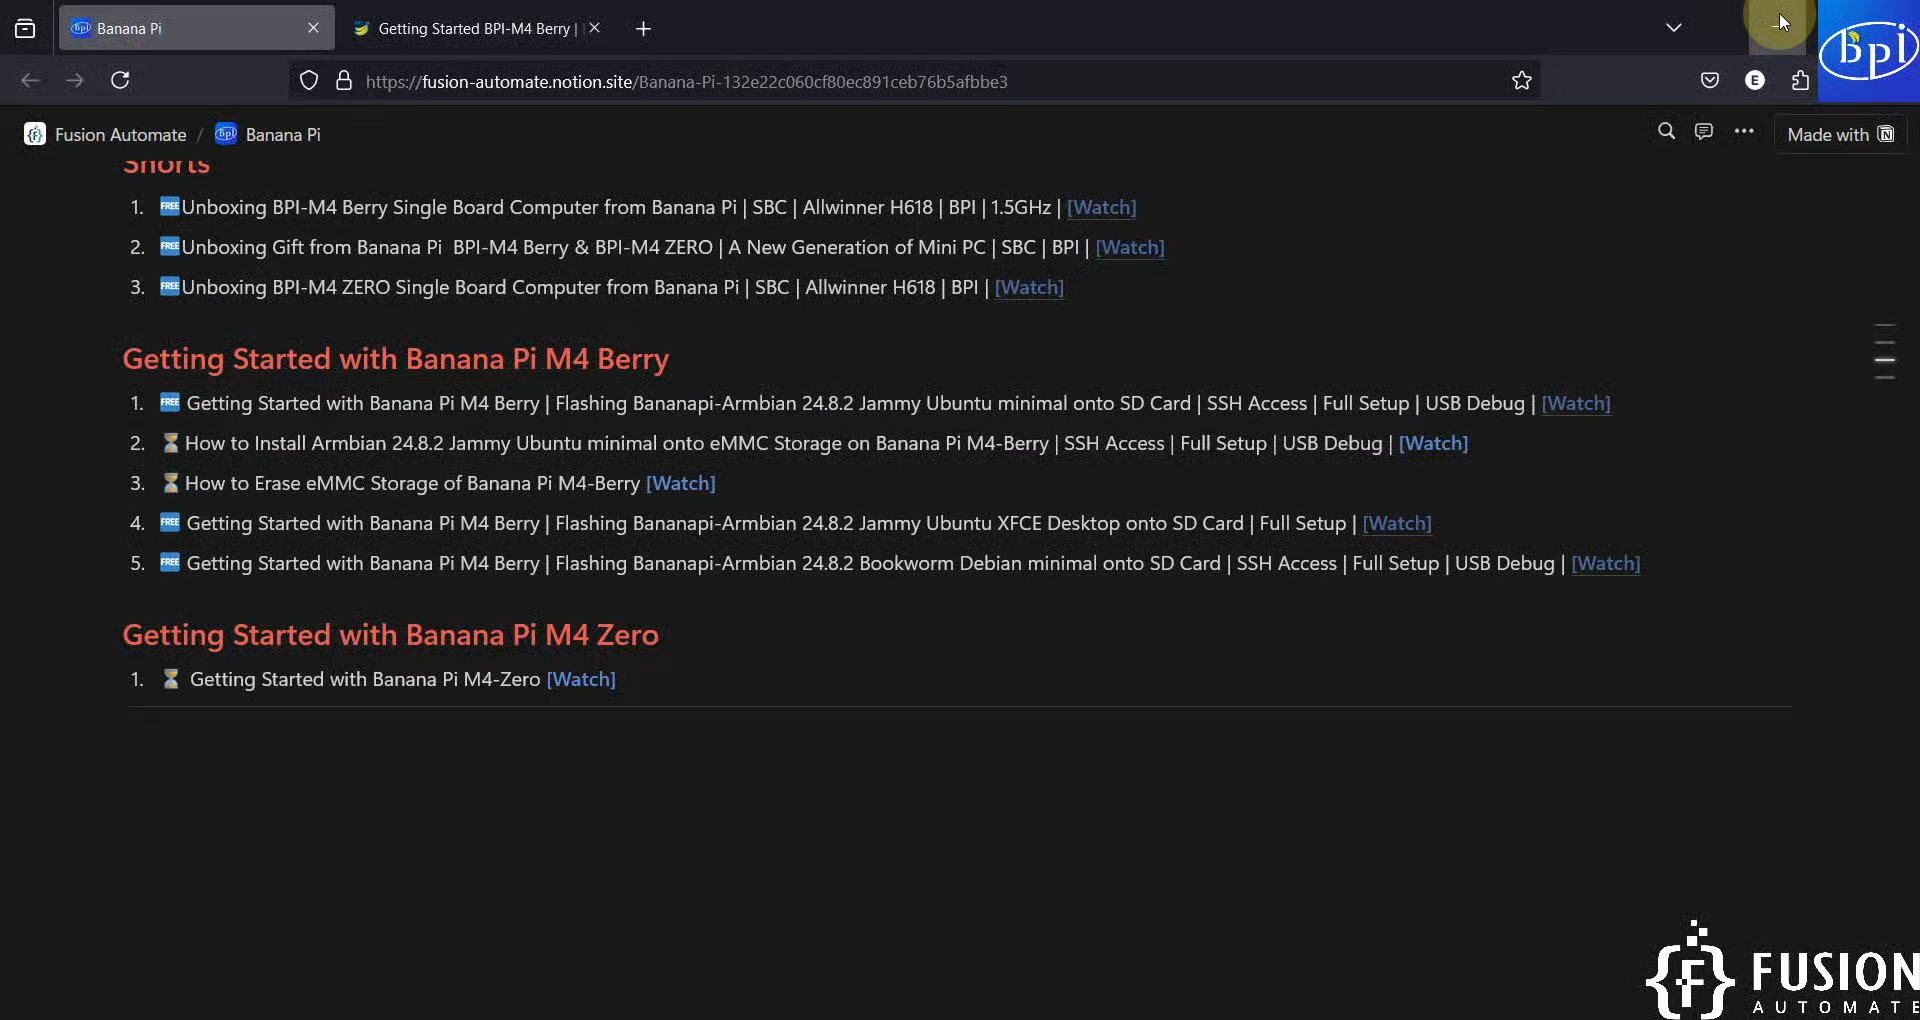 Banana Pi
Getting Started BPI-M4 Berry |
bpi
https://fusion-automate.notion.site/Banana-Pi-132e22c060cf80ec891ceb76b5afbbe3
E
Fusion Automate / Banana Pi
Made with
Shorts
1. FREE Unboxing BPI-M4 Berry Single Board Computer from Banana Pi | SBC | Allwinner H618 | BPI | 1.5GHz | [Watch]
2. FREE Unboxing Gift from Banana Pi BPI-M4 Berry & BPI-M4 ZERO | A New Generation of Mini PC | SBC | BPI | [Watch]
3. FREE Unboxing BPI-M4 ZERO Single Board Computer from Banana Pi | SBC | Allwinner H618 | BPI | [Watch]
Getting Started with Banana Pi M4 Berry
1. FREE Getting Started with Banana Pi M4 Berry | Flashing Bananapi-Armbian 24.8.2 Jammy Ubuntu minimal onto SD Card | SSH Access | Full Setup | USB Debug | [Watch]
2. ⏳How to Install Armbian 24.8.2 Jammy Ubuntu minimal onto eMMC Storage on Banana Pi M4-Berry | SSH Access | Full Setup | USB Debug | [Watch]
3. ⏳How to Erase eMMC Storage of Banana Pi M4-Berry [Watch]
4. FREE Getting Started with Banana Pi M4 Berry | Flashing Bananapi-Armbian 24.8.2 Jammy Ubuntu XFCE Desktop onto SD Card | Full Setup | [Watch]
5. FREE Getting Started with Banana Pi M4 Berry | Flashing Bananapi-Armbian 24.8.2 Bookworm Debian minimal onto SD Card | SSH Access | Full Setup | USB Debug | [Watch]
Getting Started with Banana Pi M4 Zero
1. ⏳ Getting Started with Banana Pi M4-Zero [Watch]
{F} FUSION
AUTOMATE